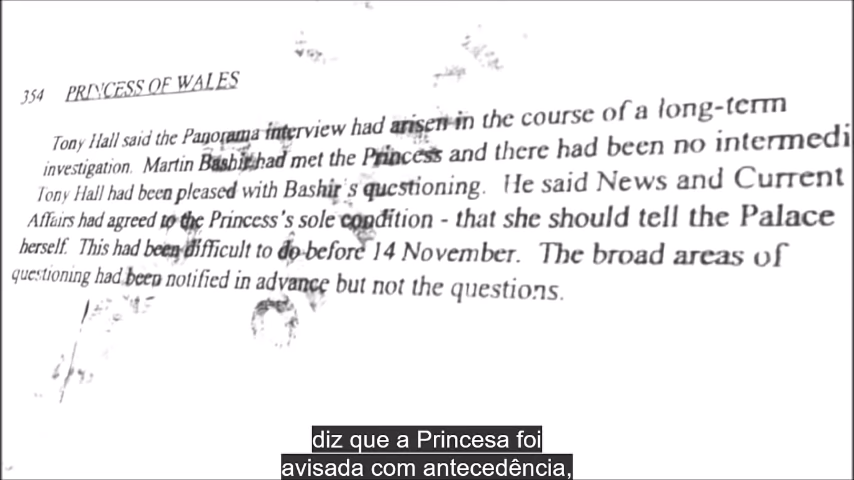 354 PRINCESS OF WALES
Tony Hall said the Panorama interview had arisen in the course of a long-term
investigation. Martin Bashir had met the Princess and there had been no intermedi
Tony Hall had been pleased with Bashir's questioning. He said News and Current
Affairs had agreed to the Princess's sole condition - that she should tell the Palace
herself. This had been difficult to do before 14 November. The broad areas of
questioning had been notified in advance but not the questions.
diz que a Princesa foi
avisada com antecedência,